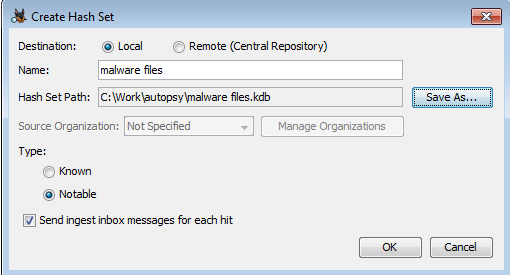 Create Hash Set
Destination: Local Remote (Central Repository)
Name: malware files
Hash Set Path: C:\Work\autopsy\malware files.kdb Save As...
Source Organization: Not Specified Manage Organizations
Type:
Known
Notable
Send ingest inbox messages for each hit
OK Cancel